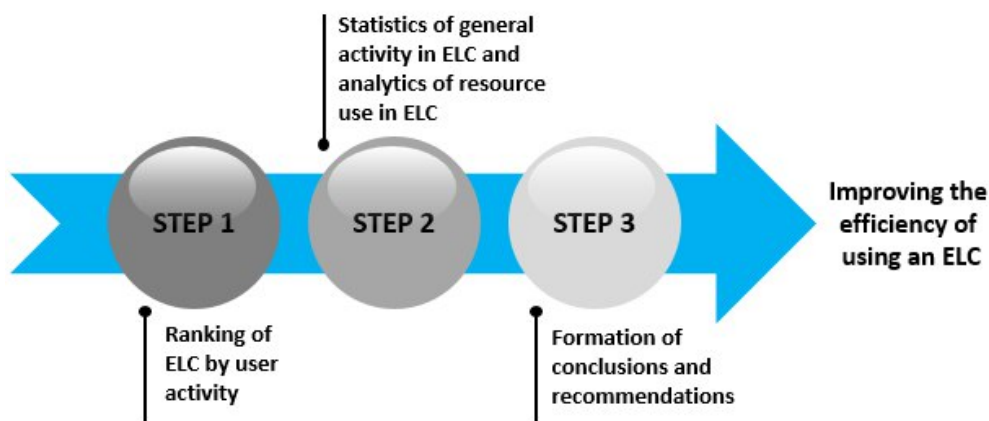 Statistics of general
activity in ELC and
analytics of resource
use in ELC
STEP 1
STEP 2
STEP 3
Improving the
efficiency of
using an ELC
Ranking of
ELC by user
activity
Formation of
conclusions and
recommendations